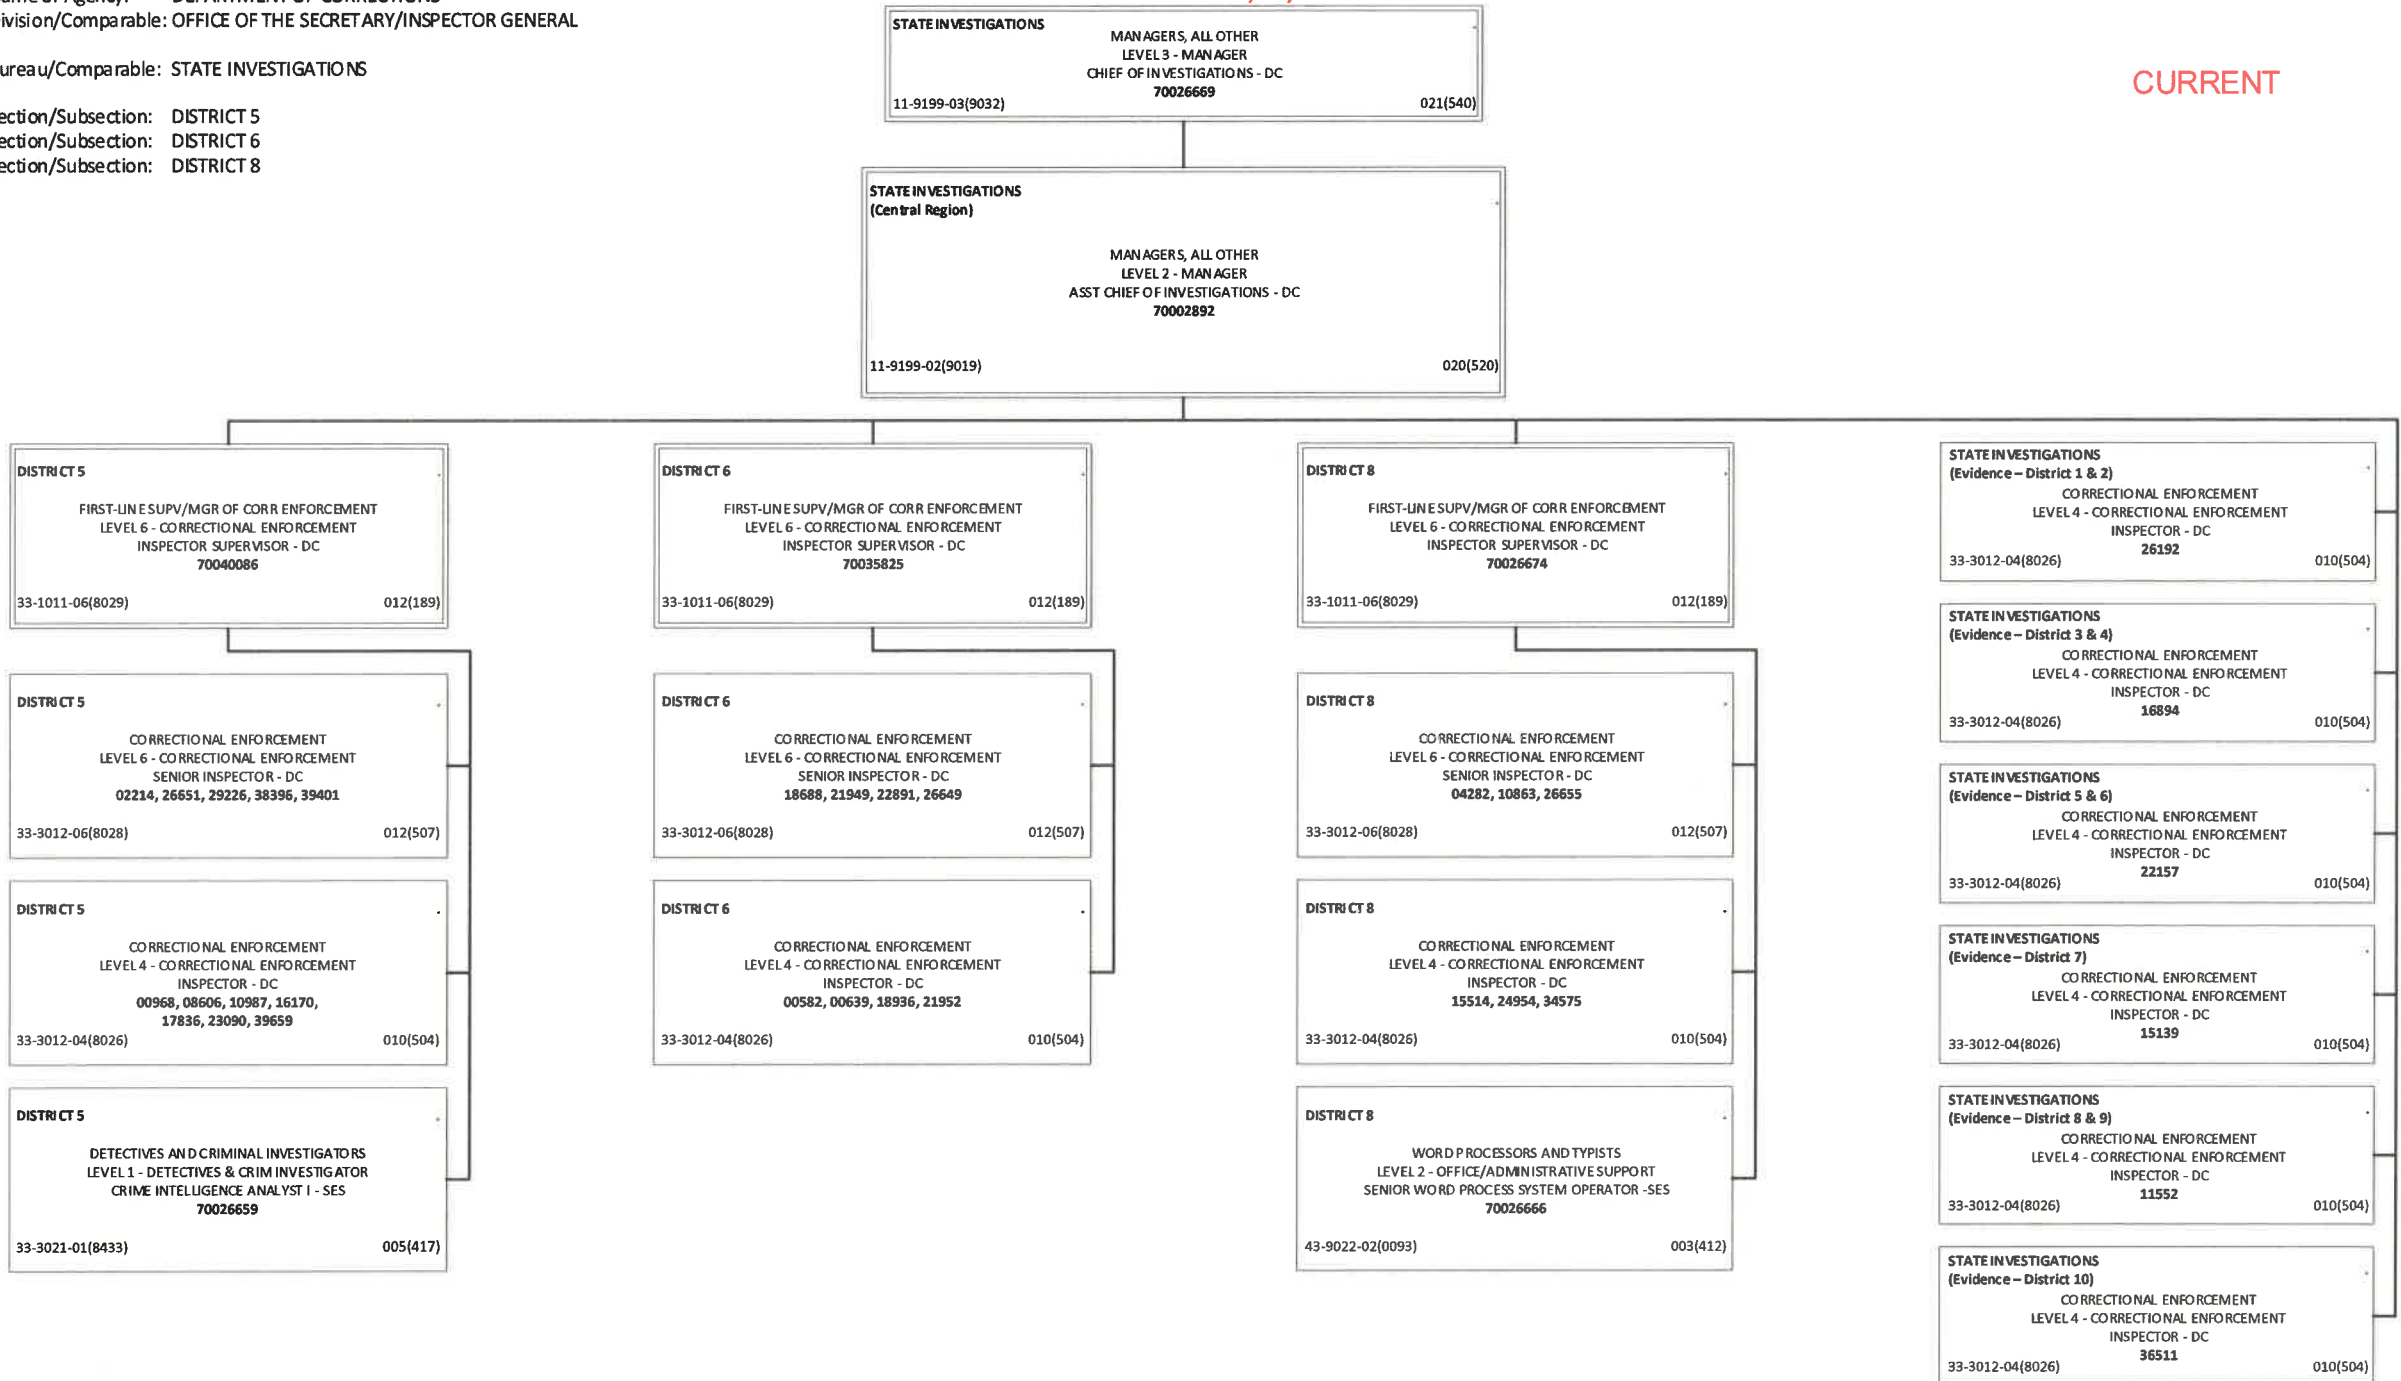 DEPARTMENT OF CORRECTIONS
Division/Comparable: OFFICE OF THE SECRETARY/INSPECTOR GENERAL
Bureau/Comparable: STATE INVESTIGATIONS
Section/Subsection: DISTRICT 5
Section/Subsection: DISTRICT 6
Section/Subsection: DISTRICT 8
CURRENT
STATE INVESTIGATIONS
MANAGERS, ALL OTHER
LEVEL 3 - MANAGER
CHIEF OF INVESTIGATIONS - DC
70026669
11-9199-03(9032) 021(540)
STATE INVESTIGATIONS
(Central Region)
MANAGERS, ALL OTHER
LEVEL 2 - MANAGER
ASST CHIEF OF INVESTIGATIONS - DC
70002892
11-9199-02(9019) 020(520)
DISTRICT 5
FIRST-LINE SUPV/MGR OF CORR ENFORCEMENT
LEVEL 6 - CORRECTIONAL ENFORCEMENT
INSPECTOR SUPERVISOR - DC
70040086
33-1011-06(8029) 012(189)
DISTRICT 5
CORRECTIONAL ENFORCEMENT
LEVEL 6 - CORRECTIONAL ENFORCEMENT
SENIOR INSPECTOR - DC
02214, 26651, 29226, 38396, 39401
33-3012-06(8028) 012(507)
DISTRICT 5
CORRECTIONAL ENFORCEMENT
LEVEL 4 - CORRECTIONAL ENFORCEMENT
INSPECTOR - DC
00968, 08606, 10987, 16170,
17836, 23090, 39659
33-3012-04(8026) 010(504)
DISTRICT 5
DETECTIVES AND CRIMINAL INVESTIGATORS
LEVEL 1 - DETECTIVES & CRIM INVESTIGATOR
CRIME INTELLIGENCE ANALYST I - SES
70026659
33-3021-01(8433) 005(417)
DISTRICT 6
FIRST-LINE SUPV/MGR OF CORR ENFORCEMENT
LEVEL 6 - CORRECTIONAL ENFORCEMENT
INSPECTOR SUPERVISOR - DC
70035825
33-1011-06(8029) 012(189)
DISTRICT 6
CORRECTIONAL ENFORCEMENT
LEVEL 6 - CORRECTIONAL ENFORCEMENT
SENIOR INSPECTOR - DC
18688, 21949, 22891, 26649
33-3012-06(8028) 012(507)
DISTRICT 6
CORRECTIONAL ENFORCEMENT
LEVEL 4 - CORRECTIONAL ENFORCEMENT
INSPECTOR - DC
00582, 00639, 18936, 21952
33-3012-04(8026) 010(504)
DISTRICT 8
FIRST-LINE SUPV/MGR OF CORR ENFORCEMENT
LEVEL 6 - CORRECTIONAL ENFORCEMENT
INSPECTOR SUPERVISOR - DC
70026674
33-1011-06(8029) 012(189)
DISTRICT 8
CORRECTIONAL ENFORCEMENT
LEVEL 6 - CORRECTIONAL ENFORCEMENT
SENIOR INSPECTOR - DC
04282, 10863, 26655
33-3012-06(8028) 012(507)
DISTRICT 8
CORRECTIONAL ENFORCEMENT
LEVEL 4 - CORRECTIONAL ENFORCEMENT
INSPECTOR - DC
15514, 24954, 34575
33-3012-04(8026) 010(504)
DISTRICT 8
WORD PROCESSORS AND TYPISTS
LEVEL 2 - OFFICE/ADMINISTRATIVE SUPPORT
SENIOR WORD PROCESS SYSTEM OPERATOR -SES
70026666
43-9022-02(0093) 003(412)
STATE INVESTIGATIONS
(Evidence – District 1 & 2)
CORRECTIONAL ENFORCEMENT
LEVEL 4 - CORRECTIONAL ENFORCEMENT
INSPECTOR - DC
26192
33-3012-04(8026) 010(504)
STATE INVESTIGATIONS
(Evidence – District 3 & 4)
CORRECTIONAL ENFORCEMENT
LEVEL 4 - CORRECTIONAL ENFORCEMENT
INSPECTOR - DC
16894
33-3012-04(8026) 010(504)
STATE INVESTIGATIONS
(Evidence – District 5 & 6)
CORRECTIONAL ENFORCEMENT
LEVEL 4 - CORRECTIONAL ENFORCEMENT
INSPECTOR - DC
22157
33-3012-04(8026) 010(504)
STATE INVESTIGATIONS
(Evidence – District 7)
CORRECTIONAL ENFORCEMENT
LEVEL 4 - CORRECTIONAL ENFORCEMENT
INSPECTOR - DC
15139
33-3012-04(8026) 010(504)
STATE INVESTIGATIONS
(Evidence – District 8 & 9)
CORRECTIONAL ENFORCEMENT
LEVEL 4 - CORRECTIONAL ENFORCEMENT
INSPECTOR - DC
11552
33-3012-04(8026) 010(504)
STATE INVESTIGATIONS
(Evidence – District 10)
CORRECTIONAL ENFORCEMENT
LEVEL 4 - CORRECTIONAL ENFORCEMENT
INSPECTOR - DC
36511
33-3012-04(8026) 010(504)